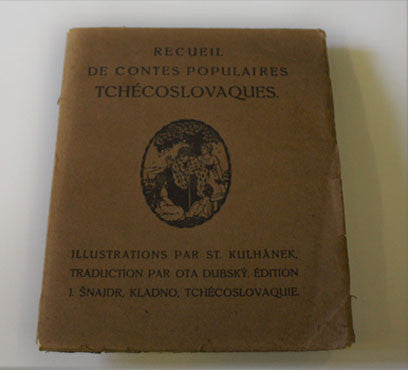 RECUEIL
DE CONTES POPULAIRES
TCHÉCOSLOVAQUES.
ILLUSTRATIONS PAR ST. KULHÁNEK,
TRADUCTION PAR OTA DUBSKÝ, ÉDITION
J. ŠNAJDR, KLADNO, TCHÉCOSLOVAQUIE.